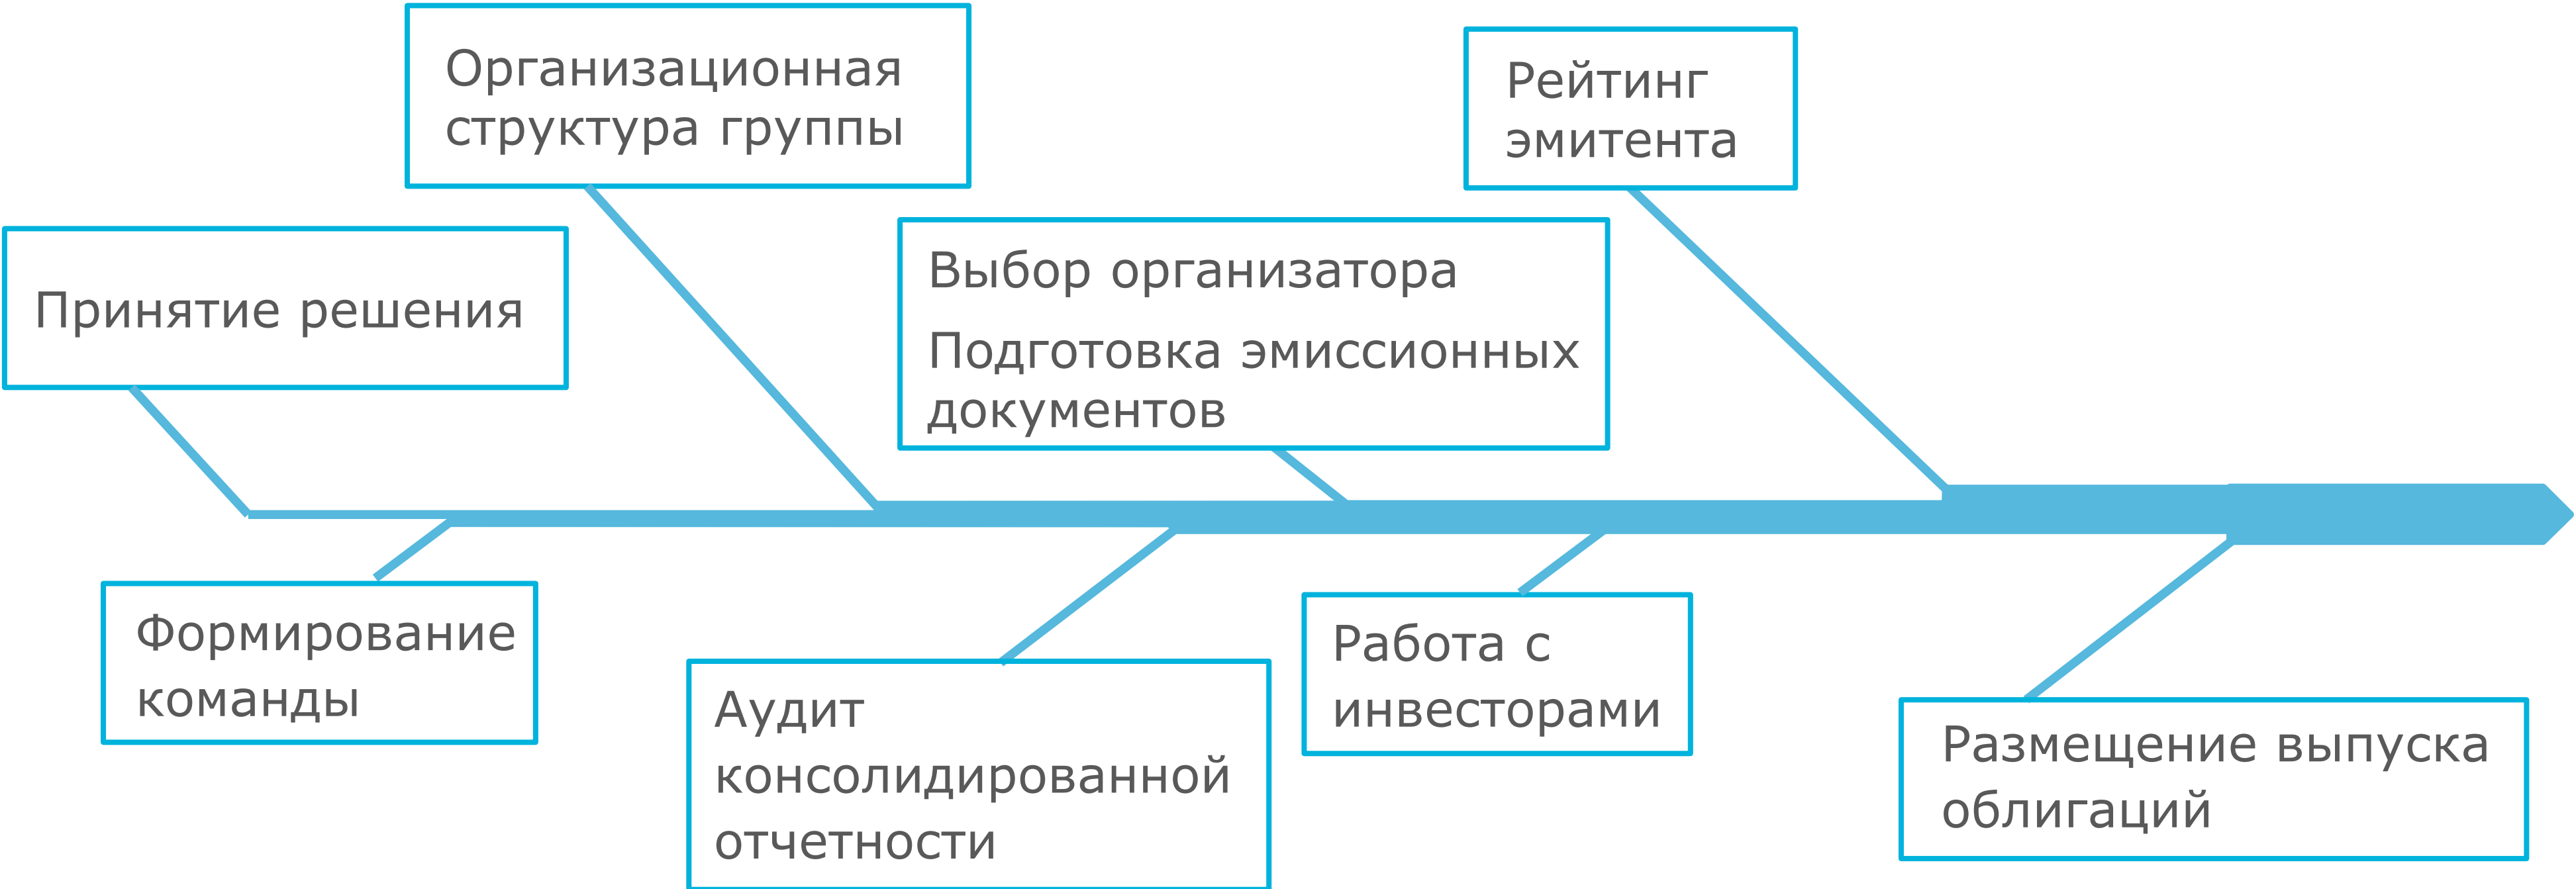 Организационная
структура группы
Рейтинг
эмитента
Принятие решения
Выбор организатора
Подготовка эмиссионных
документов
Формирование
команды
Аудит
консолидированной
отчетности
Работа с
инвесторами
Размещение выпуска
облигаций